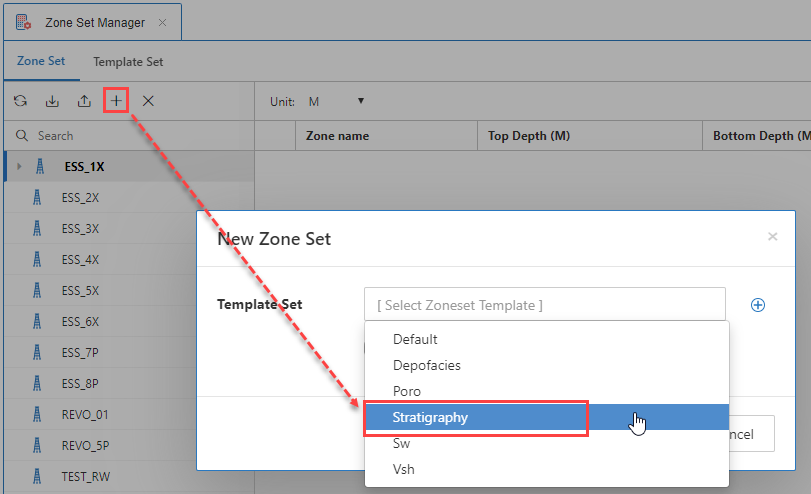 Zone Set Manager
Zone Set Template Set
Unit: M
Search
Zone name Top Depth (M) Bottom Depth (M
ESS_1X
ESS_2X
ESS_3X
ESS_4X
ESS_5X
ESS_6X
ESS_7P
ESS_8P
REVO_01
REVO_5P
TEST_RW
New Zone Set
Template Set [ Select Zoneset Template ]
Default
Depofacies
Poro
Stratigraphy
Sw
Vsh
ncel